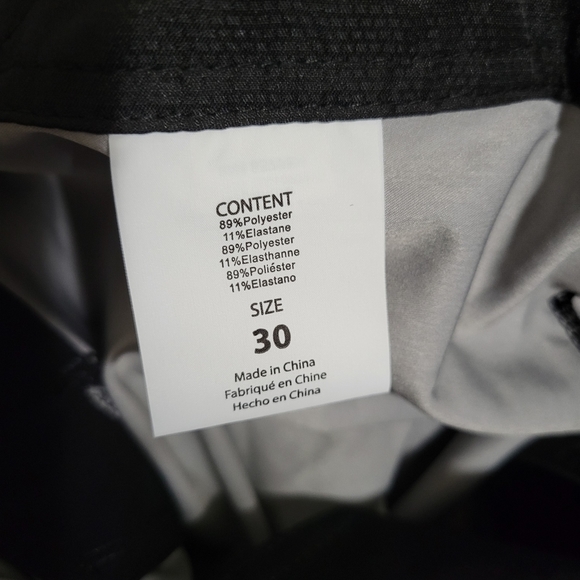 CONTENT
89%Polyester
11%Elastane
89%Polyester
11%Elasthanne
89%Poliéster
11%Elastano
SIZE
30
Made in China
Fabriqué en Chine
Hecho en China